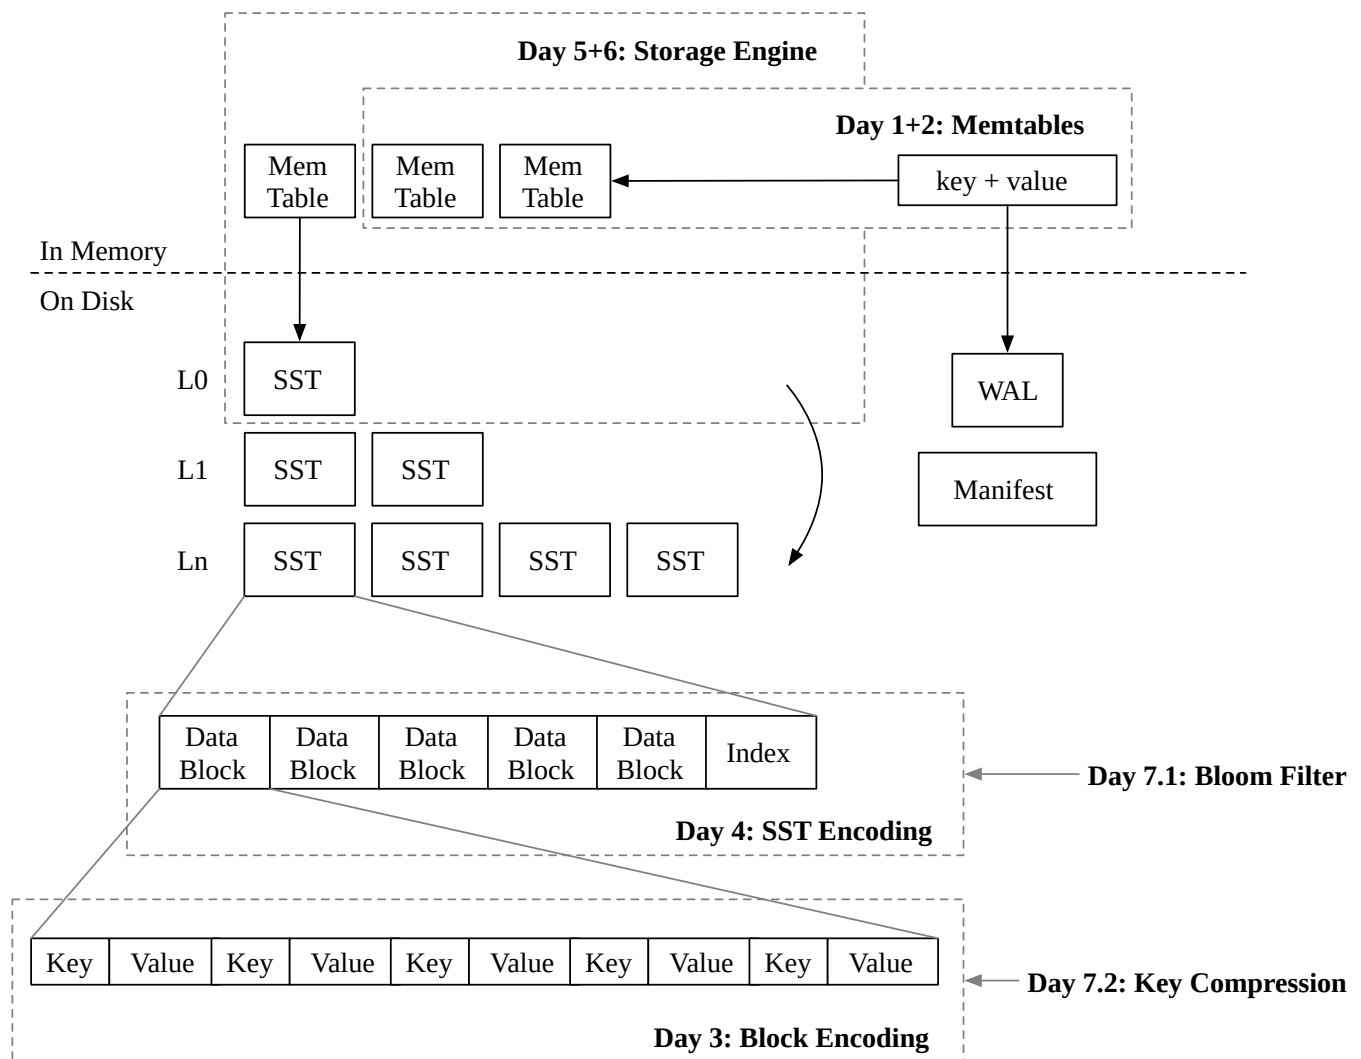 Day 5+6: Storage Engine
Day 1+2: Memtables
Mem
Table
Mem
Table
Mem
Table
key + value
In Memory
On Disk
L0
SST
WAL
L1
SST
SST
Manifest
Ln
SST
SST
SST
SST
Data
Block
Data
Block
Data
Block
Data
Block
Data
Block
Index
Day 7.1: Bloom Filter
Day 4: SST Encoding
Key
Value
Key
Value
Key
Value
Key
Value
Key
Value
Day 7.2: Key Compression
Day 3: Block Encoding